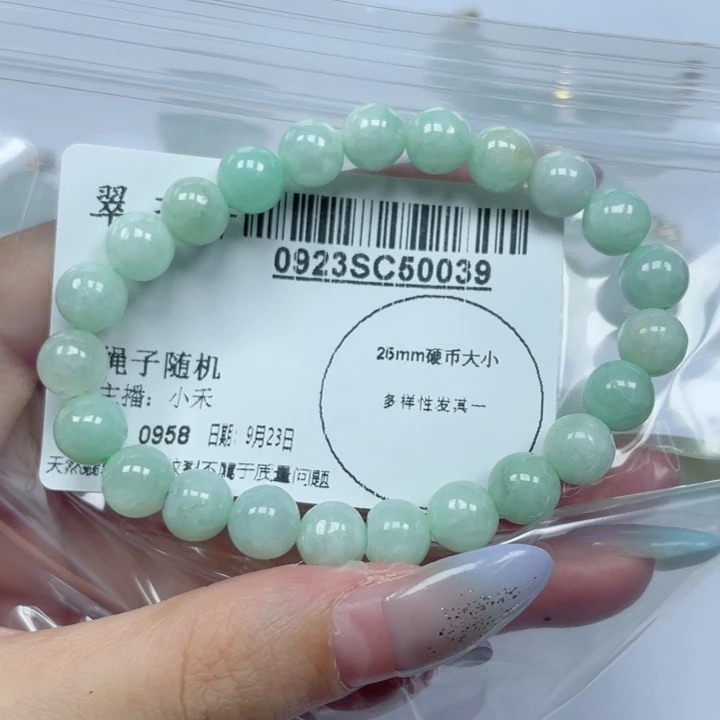 翠
0923SC50039
26mm硬币大小
多样性发其一
绳子随机
主播：小禾
0958 日期：9月23日
天然 纹裂不属于质量问题